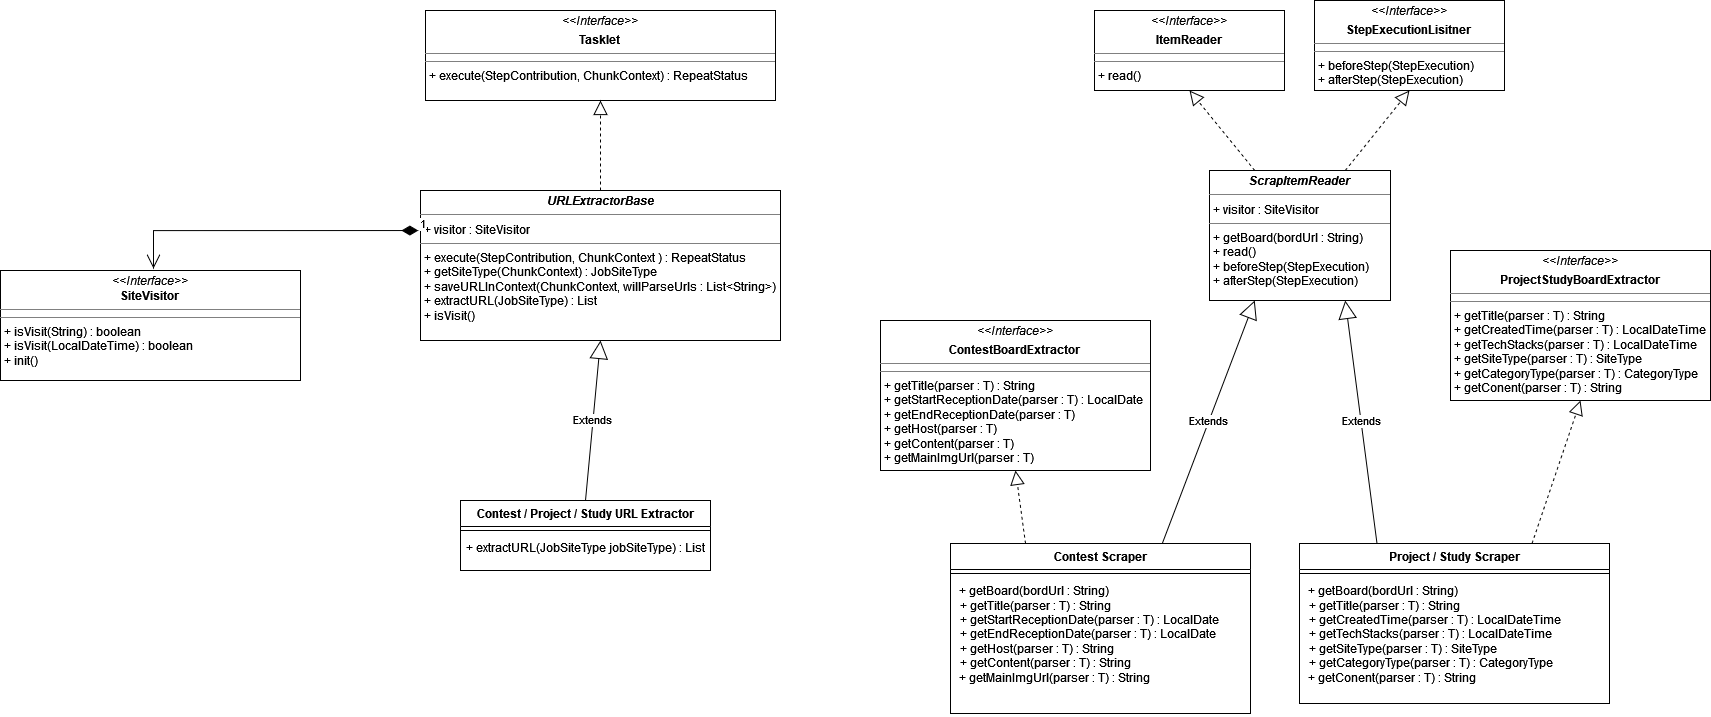 <<Interface>>
Tasklet
+ execute(StepContribution, ChunkContext) : RepeatStatus
URLExtractorBase
1
+ visitor : SiteVisitor
+ execute(StepContribution, ChunkContext ) : RepeatStatus
+ getSiteType(ChunkContext) : JobSiteType
+ saveURLInContext(ChunkContext, willParseUrls : List<String>)
+ extractURL(JobSiteType) : List
+ isVisit()
<<Interface>>
SiteVisitor
+ isVisit(String) : boolean
+ isVisit(LocalDateTime) : boolean
+ init()
Extends
Contest / Project / Study URL Extractor
+ extractURL(JobSiteType jobSiteType) : List
<<Interface>>
ItemReader
+ read()
<<Interface>>
StepExecutionLisitner
+ beforeStep(StepExecution)
+ afterStep(StepExecution)
ScrapItemReader
+ visitor : SiteVisitor
+ getBoard(bordUrl : String)
+ read()
+ beforeStep(StepExecution)
+ afterStep(StepExecution)
<<Interface>>
ProjectStudyBoardExtractor
+ getTitle(parser : T) : String
+ getCreatedTime(parser : T) : LocalDateTime
+ getTechStacks(parser : T) : LocalDateTime
+ getSiteType(parser : T) : SiteType
+ getCategoryType(parser : T) : CategoryType
+ getConent(parser : T) : String
<<Interface>>
ContestBoardExtractor
+ getTitle(parser : T) : String
+ getStartReceptionDate(parser : T) : LocalDate
+ getEndReceptionDate(parser : T)
+ getHost(parser : T)
+ getContent(parser : T)
+ getMainImgUrl(parser : T)
Extends
Extends
Contest Scraper
+ getBoard(bordUrl : String)
+ getTitle(parser : T) : String
+ getStartReceptionDate(parser : T) : LocalDate
+ getEndReceptionDate(parser : T) : LocalDate
+ getHost(parser : T) : String
+ getContent(parser : T) : String
+ getMainImgUrl(parser : T) : String
Project / Study Scraper
+ getBoard(bordUrl : String)
+ getTitle(parser : T) : String
+ getCreatedTime(parser : T) : LocalDateTime
+ getTechStacks(parser : T) : LocalDateTime
+ getSiteType(parser : T) : SiteType
+ getCategoryType(parser : T) : CategoryType
+ getConent(parser : T) : String